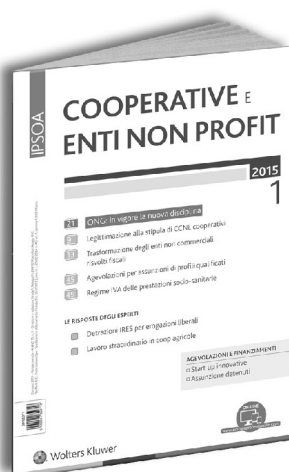 IPSOA
COOPERATIVE E
ENTI NON PROFIT
2015
1
21 ONG: in vigore la nuova disciplina
Legittimazione alla stipula di CCNL cooperativa
Trasformazione degli enti non commerciali
e risvolti fiscali
Agevolazioni per assunzioni di profili qualificati
Regime IVA delle prestazioni socio-sanitarie
LE RISPOSTE DEGLI ESPERTI
Detrazioni IRES per erogazioni liberali
Lavoro straordinario in coop agricole
AGEVOLAZIONI E FINANZIAMENTI
Start up innovative
Assunzione detenuti
Wolters Kluwer